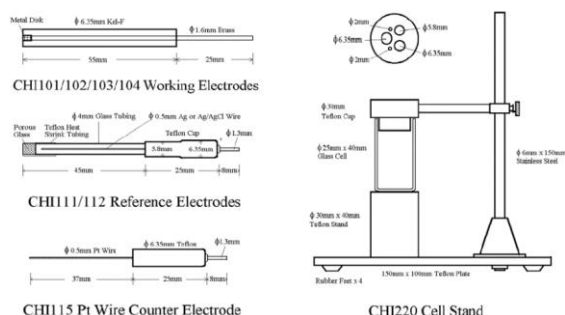 Metal Disk
ϕ 6.35mm Kel-F
ϕ 1.6mm Brass
55mm
25mm
CHI101/102/103/104 Working Electrodes
ϕ 4mm Glass Tubing
ϕ 0.5mm Ag or Ag/AgCl Wire
Porous Glass
Teflon Heat Shrink Tubing
Teflon Cap
ϕ 1.3mm
5.8mm
6.35mm
45mm
25mm
8mm
CHI111/112 Reference Electrodes
ϕ 0.5mm Pt Wire
ϕ 6.35mm Teflon
ϕ1.3mm
37mm
25mm
8mm
CHI115 Pt Wire Counter Electrode
ϕ2mm
ϕ5.8mm
ϕ6.35mm
ϕ6.35mm
ϕ2mm
ϕ30mm
Teflon Cap
ϕ25mm x 40mm
Glass Cell
ϕ 6mm x 150mm
Stainless Steel
ϕ 30mm x 40mm
Teflon Stand
Rubber Feet x 4
150mm x 100mm Teflon Plate
CHI220 Cell Stand